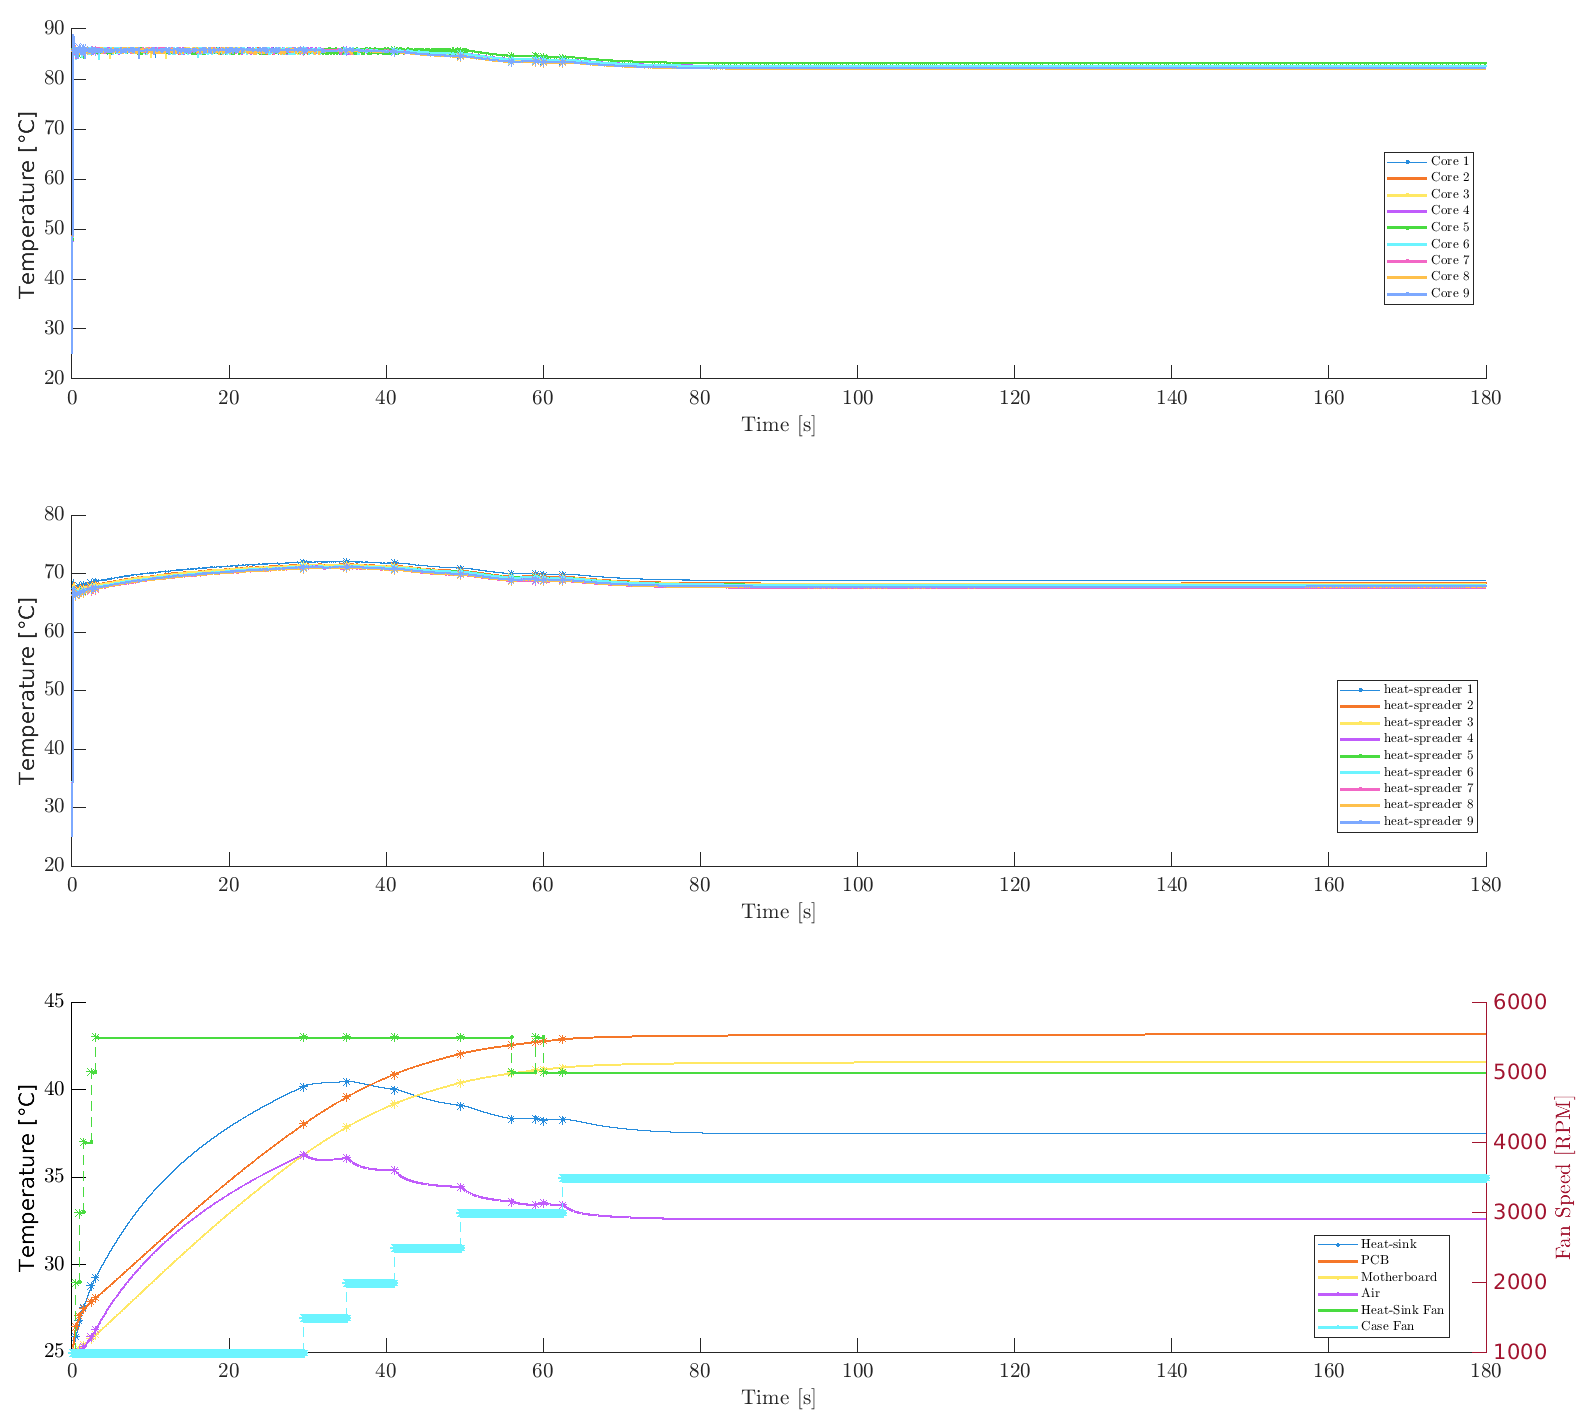 90
80
70
60
50
40
30
20
Temperature [°C]
0 20 40 60 80 100 120 140 160 180
Time [s]
Core 1
Core 2
Core 3
Core 4
Core 5
Core 6
Core 7
Core 8
Core 9
80
70
60
50
40
30
20
Temperature [°C]
0 20 40 60 80 100 120 140 160 180
Time [s]
heat-spreader 1
heat-spreader 2
heat-spreader 3
heat-spreader 4
heat-spreader 5
heat-spreader 6
heat-spreader 7
heat-spreader 8
heat-spreader 9
45
40
35
30
25
Temperature [°C]
0 20 40 60 80 100 120 140 160 180
Time [s]
6000
5000
4000
3000
2000
1000
Fan Speed [RPM]
Heat-sink
PCB
Motherboard
Air
Heat-Sink Fan
Case Fan